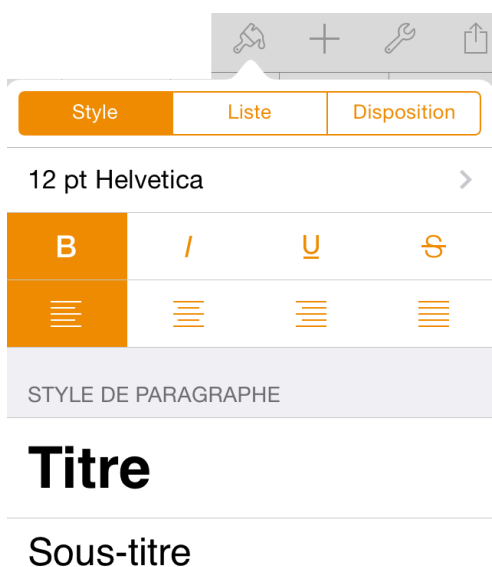 Style Liste Disposition
12 pt Helvetica
B I U S
STYLE DE PARAGRAPHE
Titre
Sous-titre